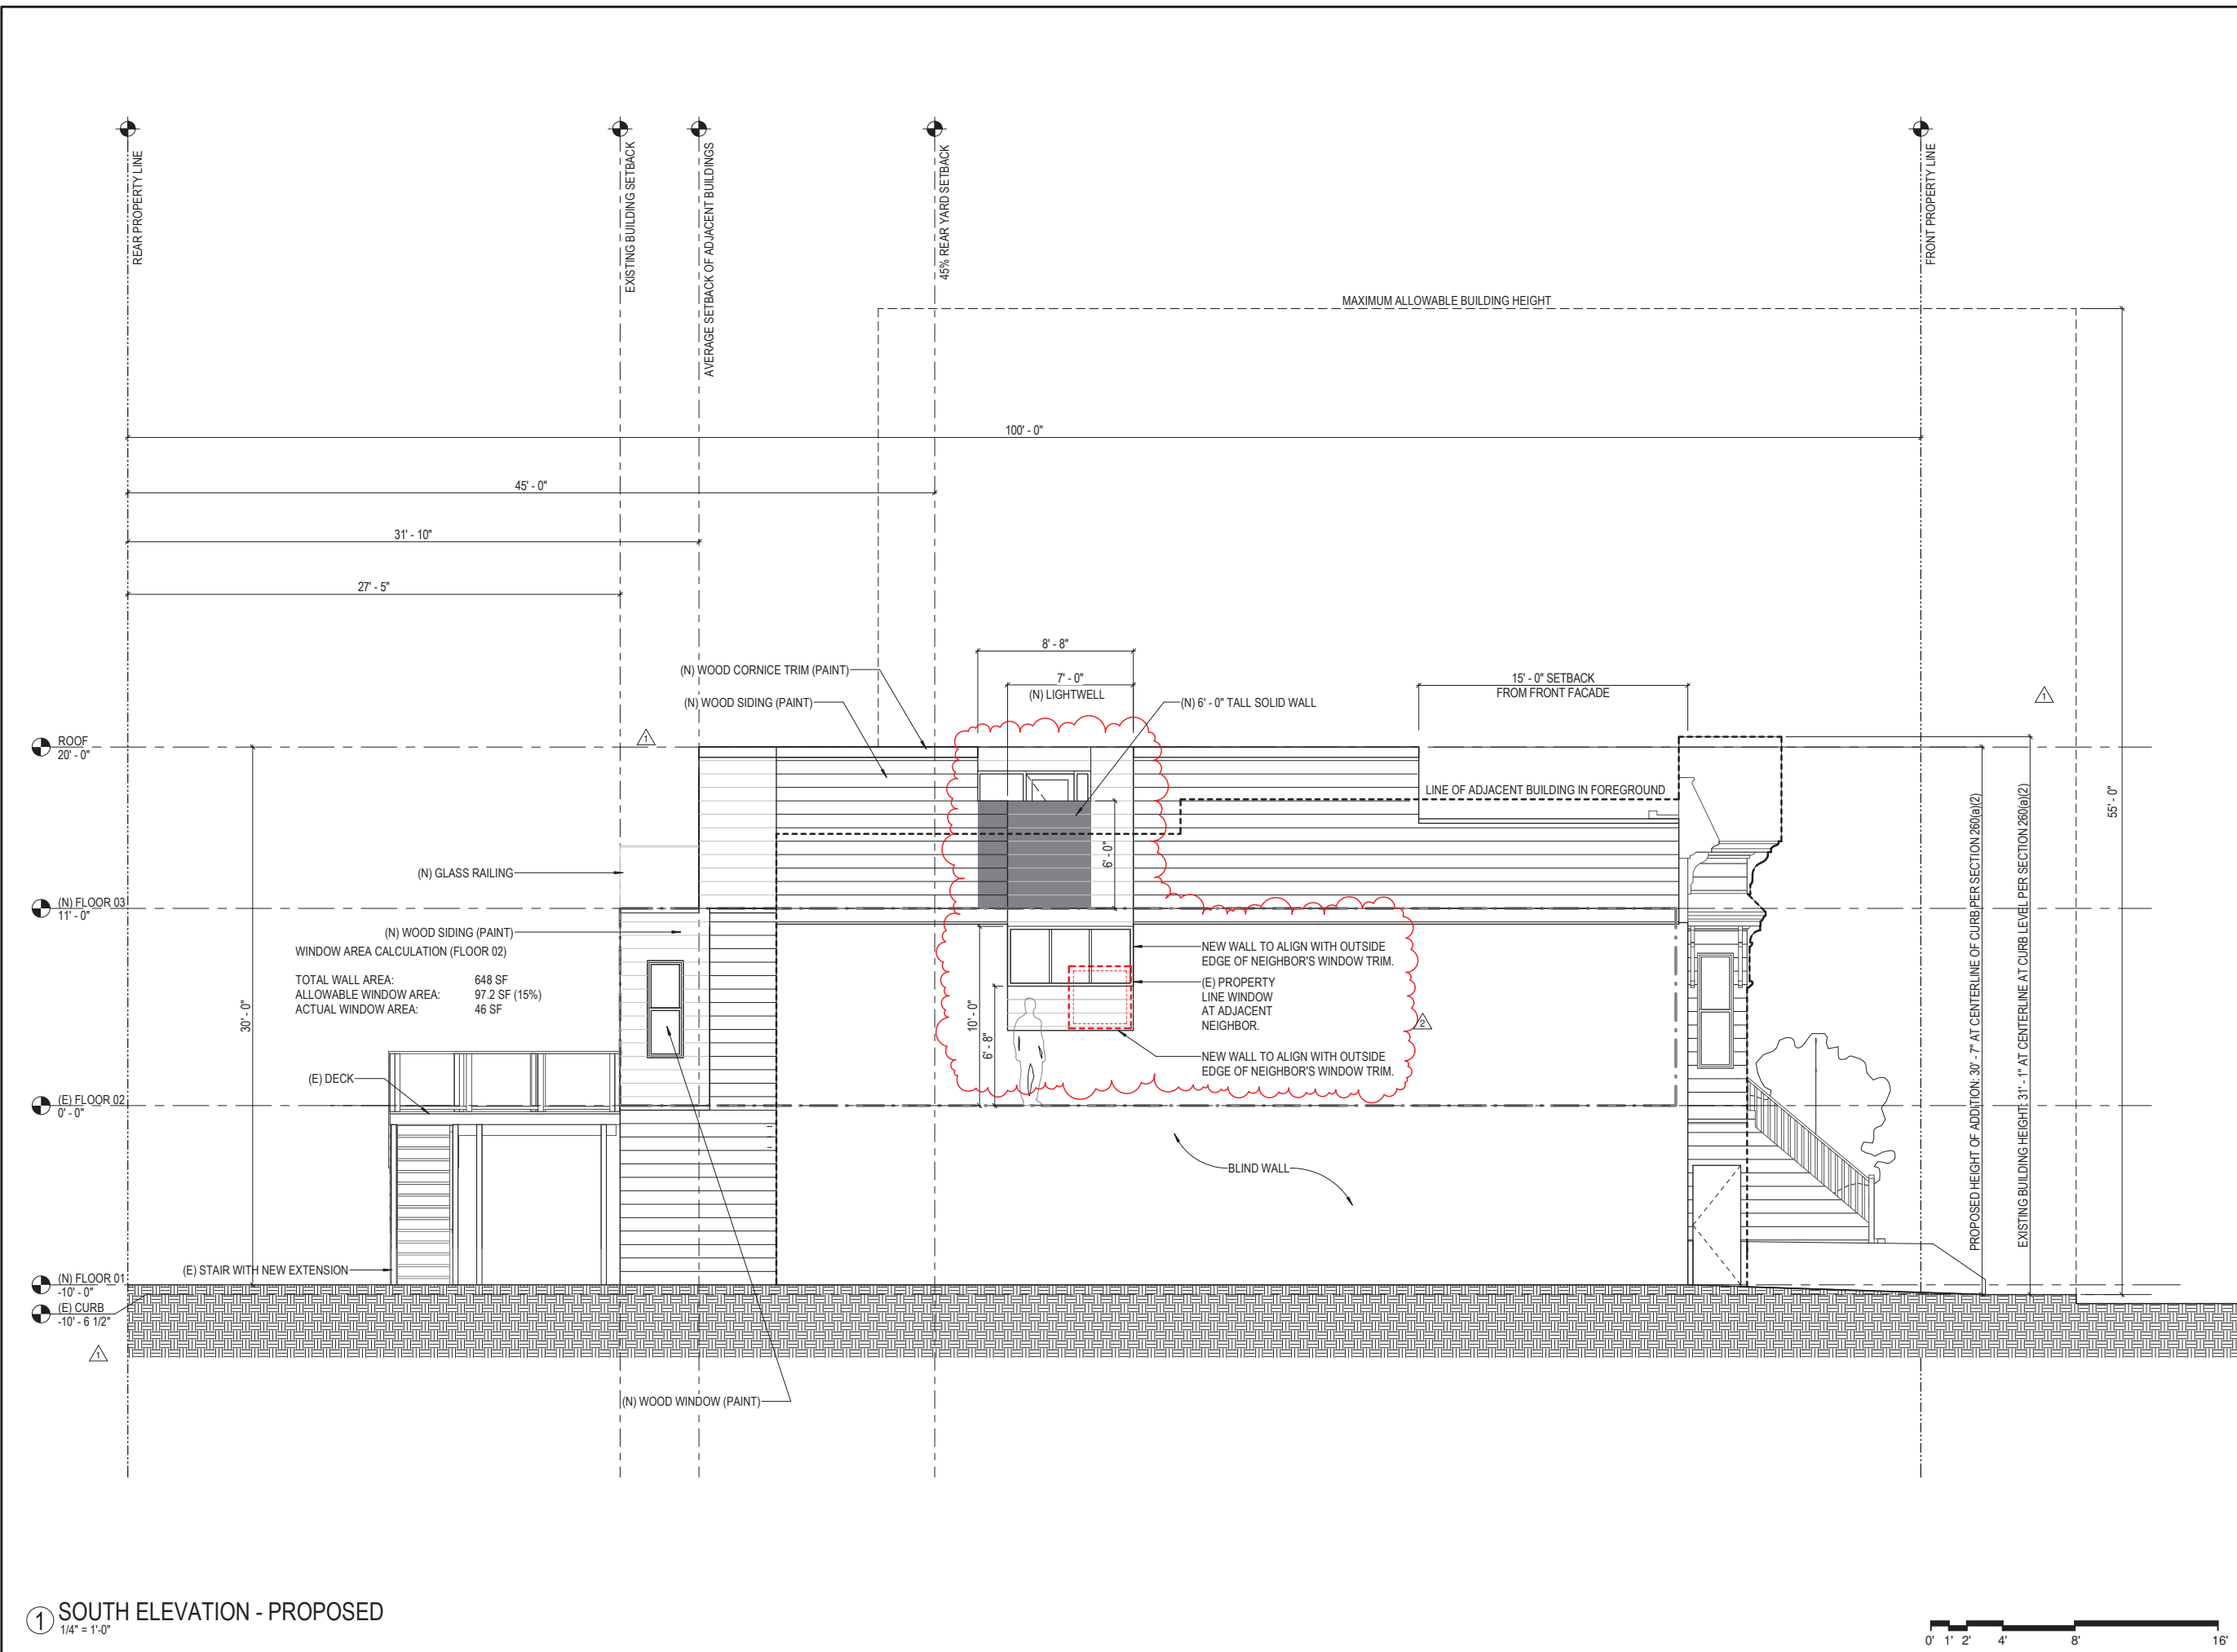 REAR PROPERTY LINE
EXISTING BUILDING SETBACK
AVERAGE SETBACK OF ADJACENT BUILDINGS
45% REAR YARD SETBACK
FRONT PROPERTY LINE
MAXIMUM ALLOWABLE BUILDING HEIGHT
100' - 0"
45' - 0"
31' - 10"
27' - 5"
8' - 8"
7' - 0"
(N) LIGHTWELL
(N) WOOD CORNICE TRIM (PAINT)
(N) WOOD SIDING (PAINT)
(N) 6' - 0" TALL SOLID WALL
15' - 0" SETBACK
FROM FRONT FACADE
1
1
ROOF
20' - 0"
LINE OF ADJACENT BUILDING IN FOREGROUND
6' - 0"
(N) GLASS RAILING
(N) FLOOR 03
11' - 0"
(N) WOOD SIDING (PAINT)
WINDOW AREA CALCULATION (FLOOR 02)
TOTAL WALL AREA: 648 SF
ALLOWABLE WINDOW AREA: 97.2 SF (15%)
ACTUAL WINDOW AREA: 46 SF
30' - 0"
10' - 0"
6' - 8"
NEW WALL TO ALIGN WITH OUTSIDE
EDGE OF NEIGHBOR'S WINDOW TRIM.
(E) PROPERTY
LINE WINDOW
AT ADJACENT
NEIGHBOR.
2
NEW WALL TO ALIGN WITH OUTSIDE
EDGE OF NEIGHBOR'S WINDOW TRIM.
PROPOSED HEIGHT OF ADDITION: 30' - 7" AT CENTERLINE OF CURB PER SECTION 260(a)(2)
EXISTING BUILDING HEIGHT: 31' - 1" AT CENTERLINE AT CURB LEVEL PER SECTION 260(a)(2)
55' - 0"
(E) DECK
(E) FLOOR 02
0' - 0"
BLIND WALL
(E) STAIR WITH NEW EXTENSION
(N) FLOOR 01
-10' - 0"
(E) CURB
-10' - 6 1/2"
1
(N) WOOD WINDOW (PAINT)
1 SOUTH ELEVATION - PROPOSED
1/4" = 1'-0"
0' 1' 2' 4' 8' 16'